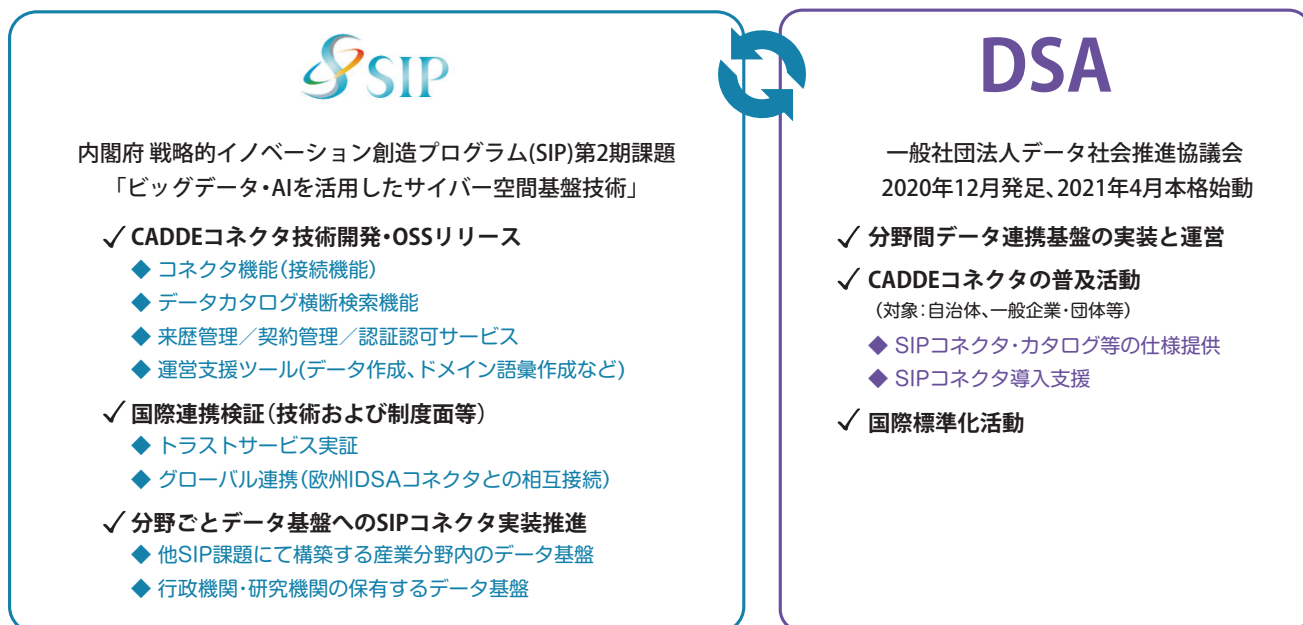 SIP
内閣府 戦略的イノベーション創造プログラム(SIP)第2期課題
「ビッグデータ・AIを活用したサイバー空間基盤技術」
✓ CADDEコネクタ技術開発・OSSリリース
◆ コネクタ機能(接続機能)
◆ データカタログ横断検索機能
◆ 来歴管理／契約管理／認証認可サービス
◆ 運営支援ツール(データ作成、ドメイン語彙作成など)
✓ 国際連携検証(技術および制度面等)
◆ トラストサービス実証
◆ グローバル連携(欧州IDSAコネクタとの相互接続)
✓ 分野ごとデータ基盤へのSIPコネクタ実装推進
◆ 他SIP課題にて構築する産業分野内のデータ基盤
◆ 行政機関・研究機関の保有するデータ基盤
DSA
一般社団法人データ社会推進協議会
2020年12月発足、2021年4月本格始動
✓ 分野間データ連携基盤の実装と運営
✓ CADDEコネクタの普及活動
(対象：自治体、一般企業・団体等)
◆ SIPコネクタ・カタログ等の仕様提供
◆ SIPコネクタ導入支援
✓ 国際標準化活動